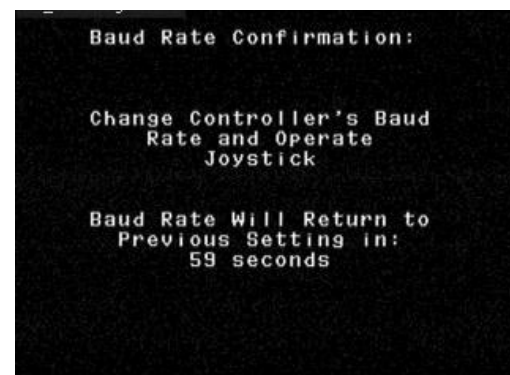 Baud Rate Confirmation:
Change Controller's Baud
Rate and Operate
Joystick
Baud Rate Will Return to
Previous Setting in:
59 seconds